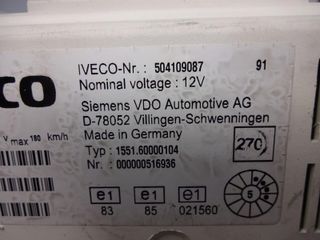 IVECO-Nr.: 504109087 91
Nominal voltage: 12V
CO
Siemens VDO Automotive AG
D-78052 Villingen-Schwenningen
V max 180 km/h
Made in Germany
Typ: 1551.60000104
Nr.: 000000516936
270
e1 e1 e1
83 85 021560
5